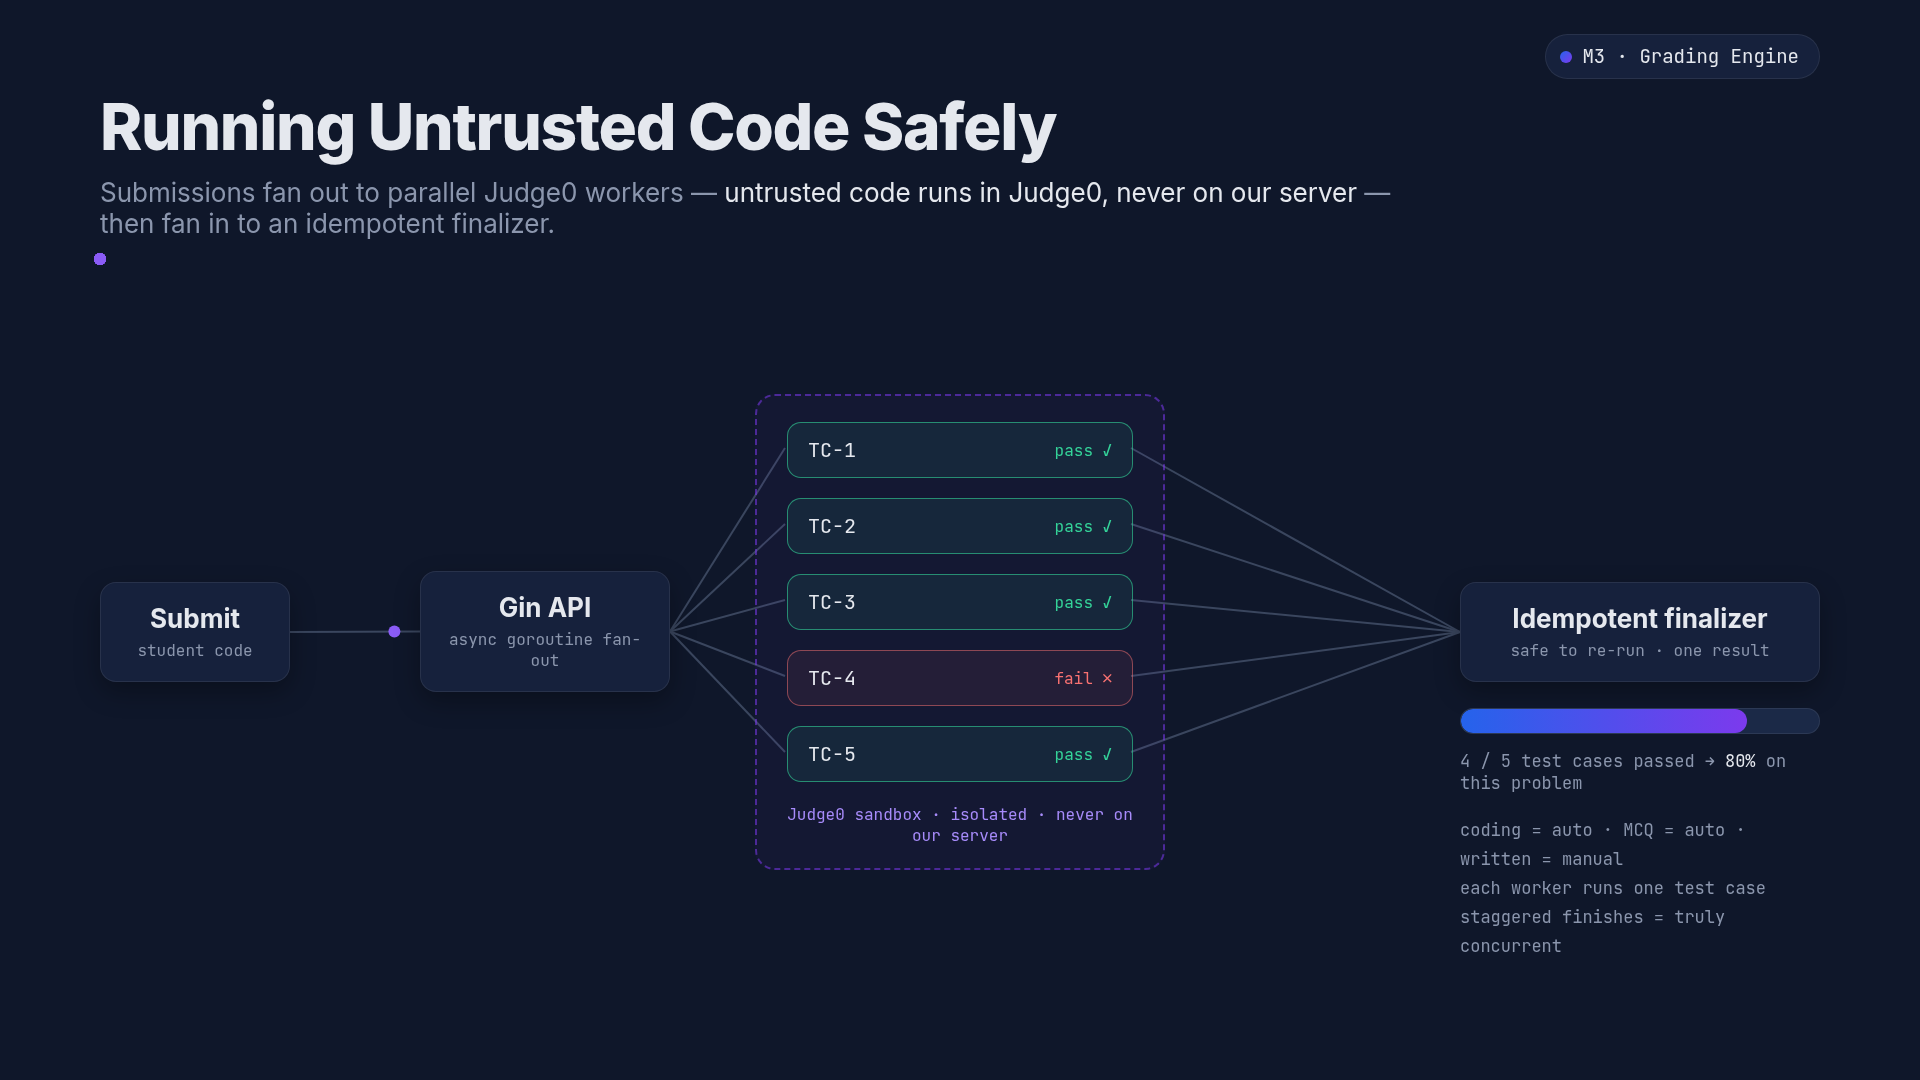 M3 · Grading Engine
Running Untrusted Code Safely
Submissions fan out to parallel Judge0 workers — untrusted code runs in Judge0, never on our server —
then fan in to an idempotent finalizer.
Submit
student code
Gin API
async goroutine fan-
out
TC-1 pass ✓
TC-2 pass ✓
TC-3 pass ✓
TC-4 fail ×
TC-5 pass ✓
Judge0 sandbox · isolated · never on
our server
Idempotent finalizer
safe to re-run · one result
4 / 5 test cases passed → 80% on
this problem
coding = auto · MCQ = auto ·
written = manual
each worker runs one test case
staggered finishes = truly
concurrent